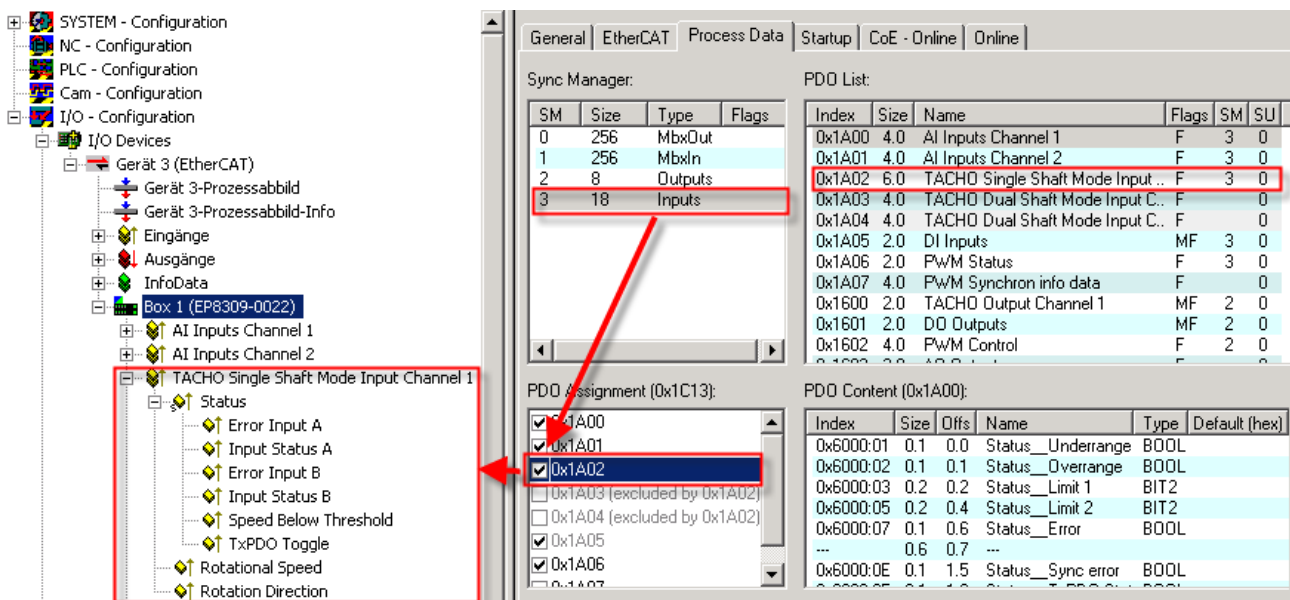 SYSTEM - Configuration
NC - Configuration
PLC - Configuration
Cam - Configuration
I/O - Configuration
I/O Devices
Gerät 3 (EtherCAT)
Gerät 3-Prozessabbild
Gerät 3-Prozessabbild-Info
Eingänge
Ausgänge
InfoData
Box 1 (EP8309-0022)
AI Inputs Channel 1
AI Inputs Channel 2
TACHO Single Shaft Mode Input Channel 1
Status
Error Input A
Input Status A
Error Input B
Input Status B
Speed Below Threshold
TxPDO Toggle
Rotational Speed
Rotation Direction
General EtherCAT Process Data Startup CoE - Online Online
Sync Manager:
SM Size Type Flags
0 256 MbxOut
1 256 MbxIn
2 8 Outputs
3 18 Inputs
PDO List:
Index Size Name Flags SM SU
0x1A00 4.0 AI Inputs Channel 1 F 3 0
0x1A01 4.0 AI Inputs Channel 2 F 3 0
0x1A02 6.0 TACHO Single Shaft Mode Input .. F 3 0
0x1A03 4.0 TACHO Dual Shaft Mode Input C.. F 0
0x1A04 4.0 TACHO Dual Shaft Mode Input C.. F 0
0x1A05 2.0 DI Inputs MF 3 0
0x1A06 2.0 PWM Status F 3 0
0x1A07 4.0 PWM Synchron info data F 0
0x1600 2.0 TACHO Output Channel 1 MF 2 0
0x1601 2.0 DO Outputs MF 2 0
0x1602 4.0 PWM Control F 2 0
PDO Assignment (0x1C13):
0x1A00
0x1A01
0x1A02
0x1A03 (excluded by 0x1A02)
0x1A04 (excluded by 0x1A02)
0x1A05
0x1A06
0x1A07
PDO Content (0x1A00):
Index Size Offs Name Type Default (hex)
0x6000:01 0.1 0.0 Status__Underrange BOOL
0x6000:02 0.1 0.1 Status__Overrange BOOL
0x6000:03 0.2 0.2 Status__Limit 1 BIT2
0x6000:05 0.2 0.4 Status__Limit 2 BIT2
0x6000:07 0.1 0.6 Status__Error BOOL
--- 0.6 0.7 ---
0x6000:0E 0.1 1.5 Status__Sync error BOOL